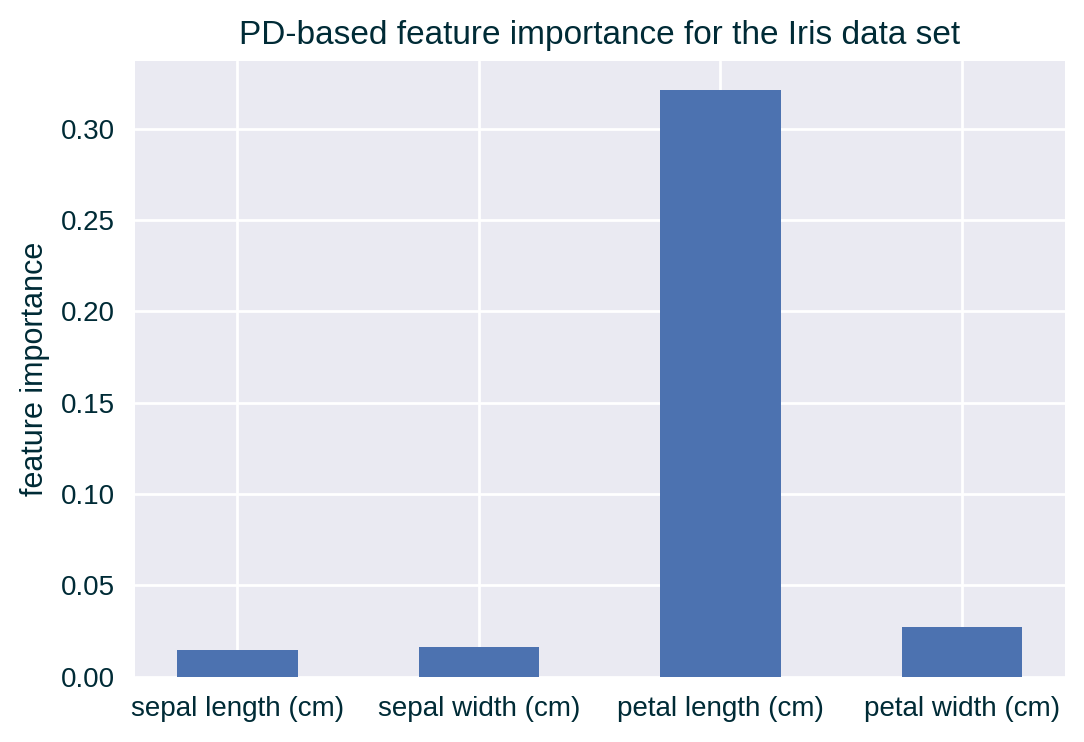 PD-based feature importance for the Iris data set
feature importance
0.30
0.25
0.20
0.15
0.10
0.05
0.00
sepal length (cm) sepal width (cm) petal length (cm) petal width (cm)